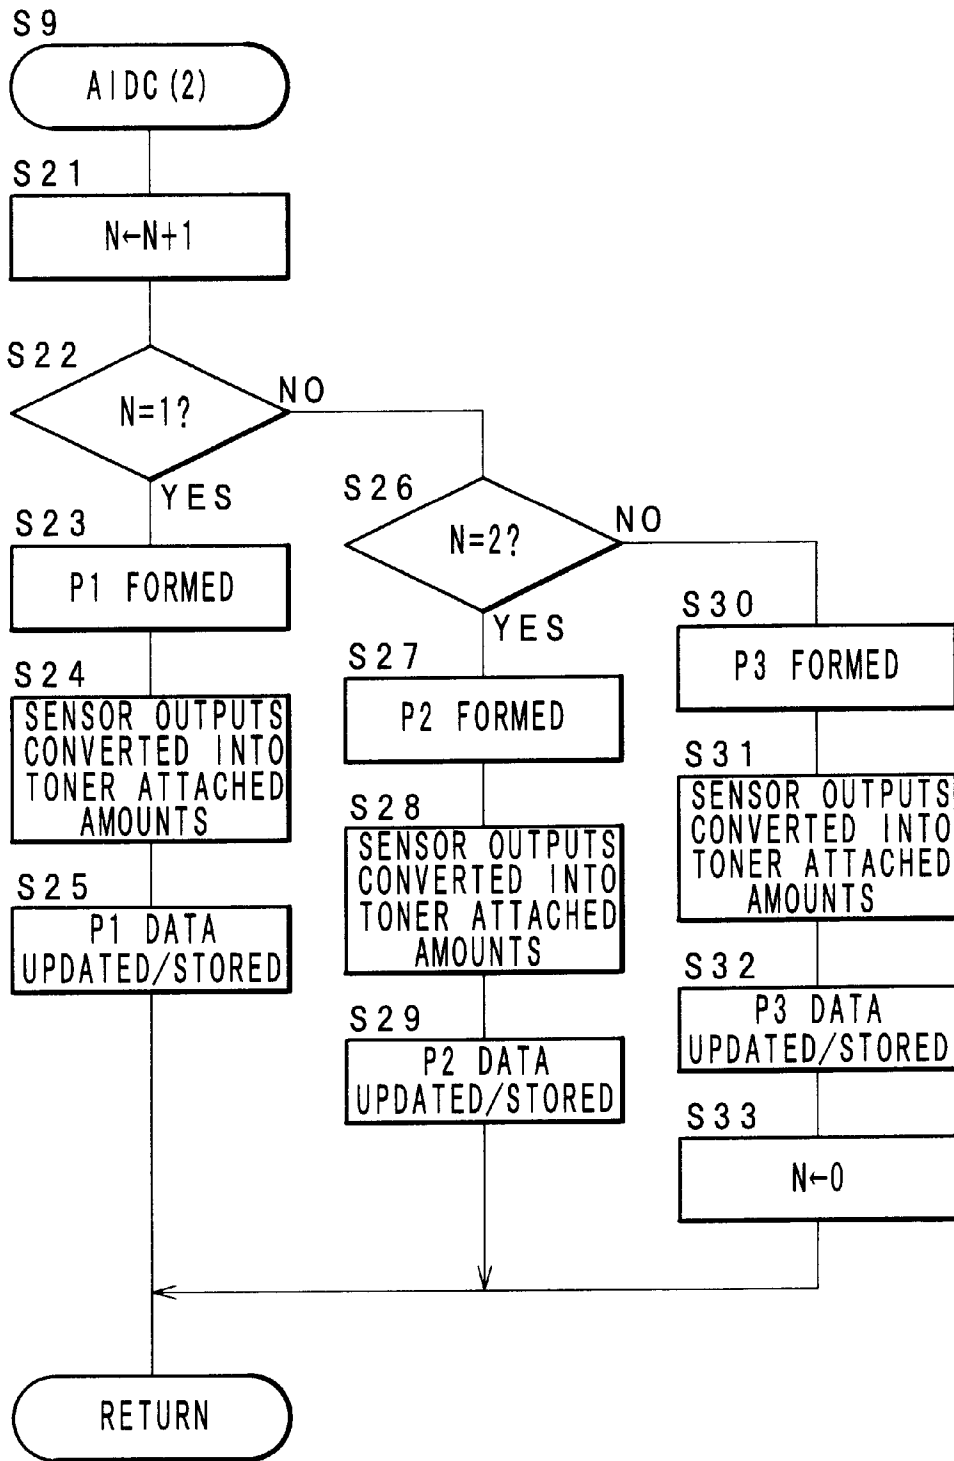 S9
AIDC(2)
S21
N←N+1
S22
N=1?
NO
YES
S23
P1 FORMED
S24
SENSOR OUTPUTS
CONVERTED INTO
TONER ATTACHED
AMOUNTS
S25
P1 DATA
UPDATED/STORED
S26
N=2?
NO
YES
S27
P2 FORMED
S28
SENSOR OUTPUTS
CONVERTED INTO
TONER ATTACHED
AMOUNTS
S29
P2 DATA
UPDATED/STORED
S30
P3 FORMED
S31
SENSOR OUTPUTS
CONVERTED INTO
TONER ATTACHED
AMOUNTS
S32
P3 DATA
UPDATED/STORED
S33
N←0
RETURN